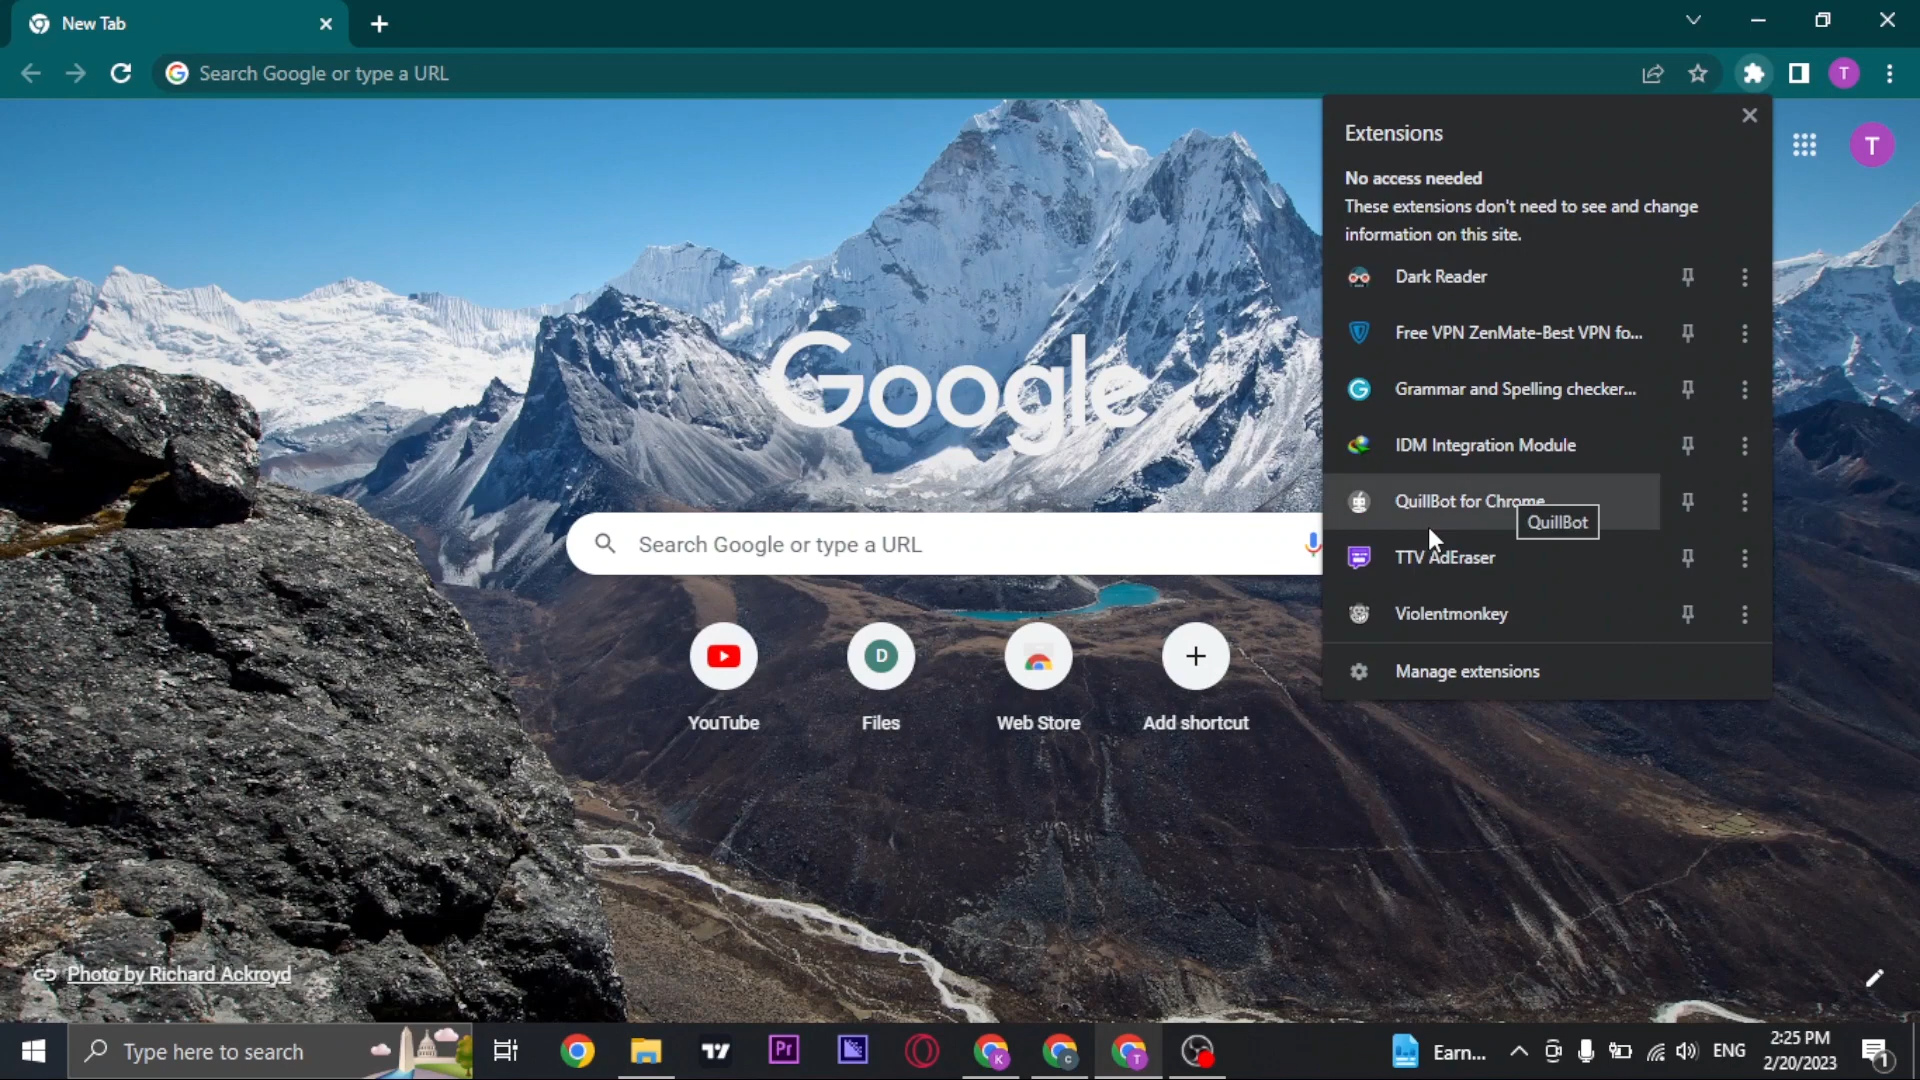 New Tab
Search Google or type a URL
T
Extensions
No access needed
These extensions don't need to see and change
information on this site.
Dark Reader
Free VPN ZenMate-Best VPN fo...
Grammar and Spelling checker...
IDM Integration Module
QuillBot for Chrome
QuillBot
TTV AdEraser
Violentmonkey
Manage extensions
T
Google
Search Google or type a URL
D
YouTube
Files
Web Store
Add shortcut
Photo by Richard Ackroyd
Type here to search
Pr
K
C
T
Earn...
ENG
2:25 PM
2/20/2023
1